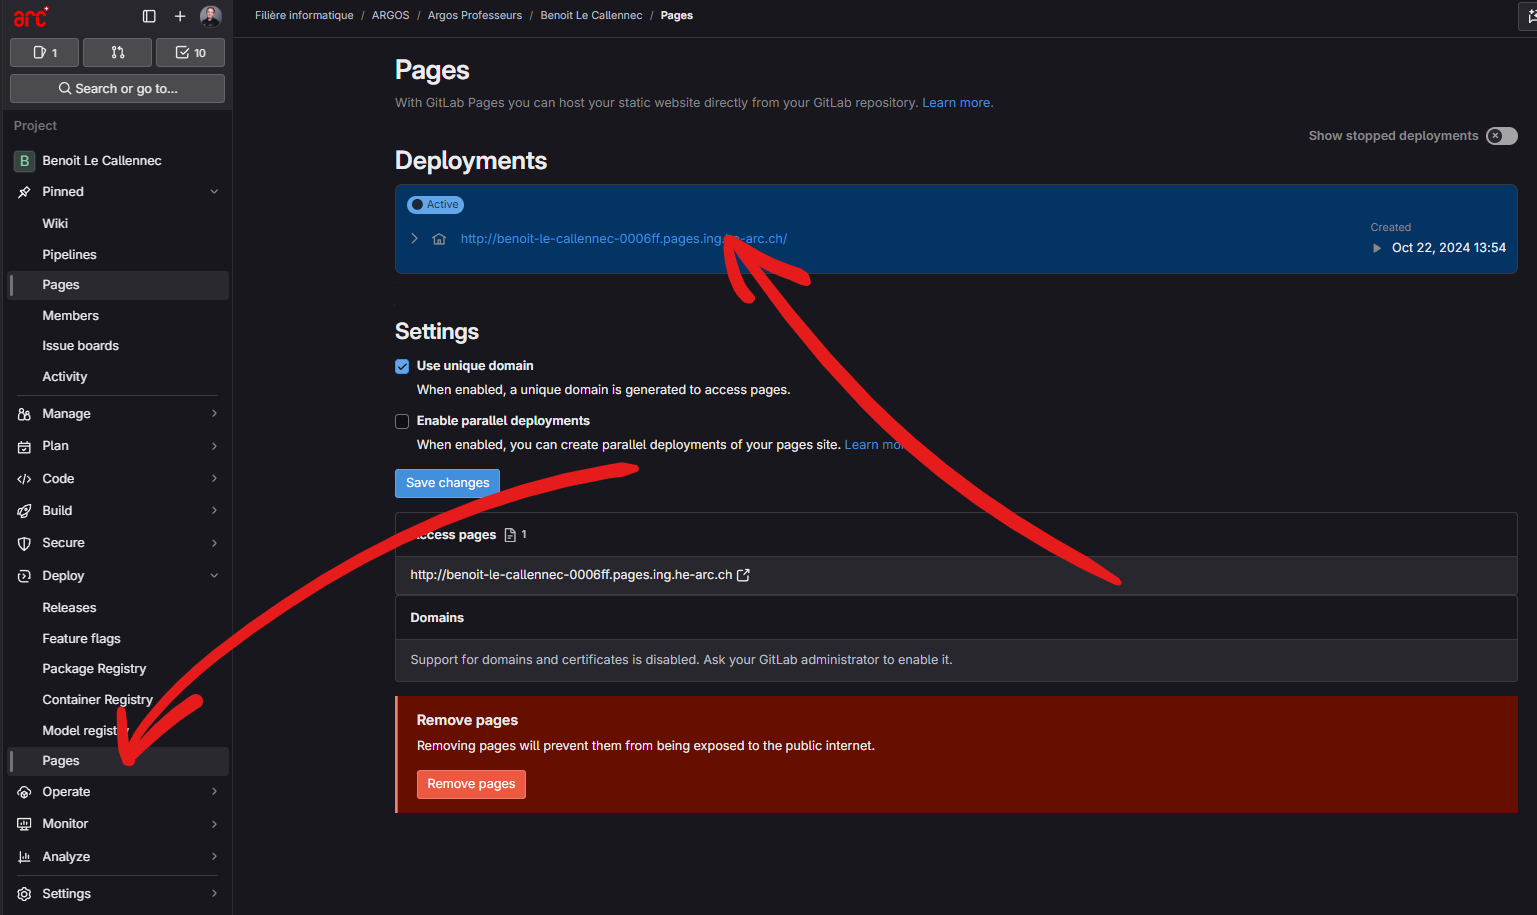 arc
1
10
Search or go to...
Project
B Benoit Le Callennec
Pinned
Wiki
Pipelines
Pages
Members
Issue boards
Activity
Manage
Plan
Code
Build
Secure
Deploy
Releases
Feature flags
Package Registry
Container Registry
Model registry
Pages
Operate
Monitor
Analyze
Settings
Filière informatique / ARGOS / Argos Professeurs / Benoit Le Callennec / Pages
Pages
With GitLab Pages you can host your static website directly from your GitLab repository. Learn more.
Show stopped deployments
Deployments
Active
http://benoit-le-callennec-0006ff.pages.ing.he-arc.ch/
Created
Oct 22, 2024 13:54
Settings
Use unique domain
When enabled, a unique domain is generated to access pages.
Enable parallel deployments
When enabled, you can create parallel deployments of your pages site. Learn more
Save changes
Access pages 1
http://benoit-le-callennec-0006ff.pages.ing.he-arc.ch
Domains
Support for domains and certificates is disabled. Ask your GitLab administrator to enable it.
Remove pages
Removing pages will prevent them from being exposed to the public internet.
Remove pages